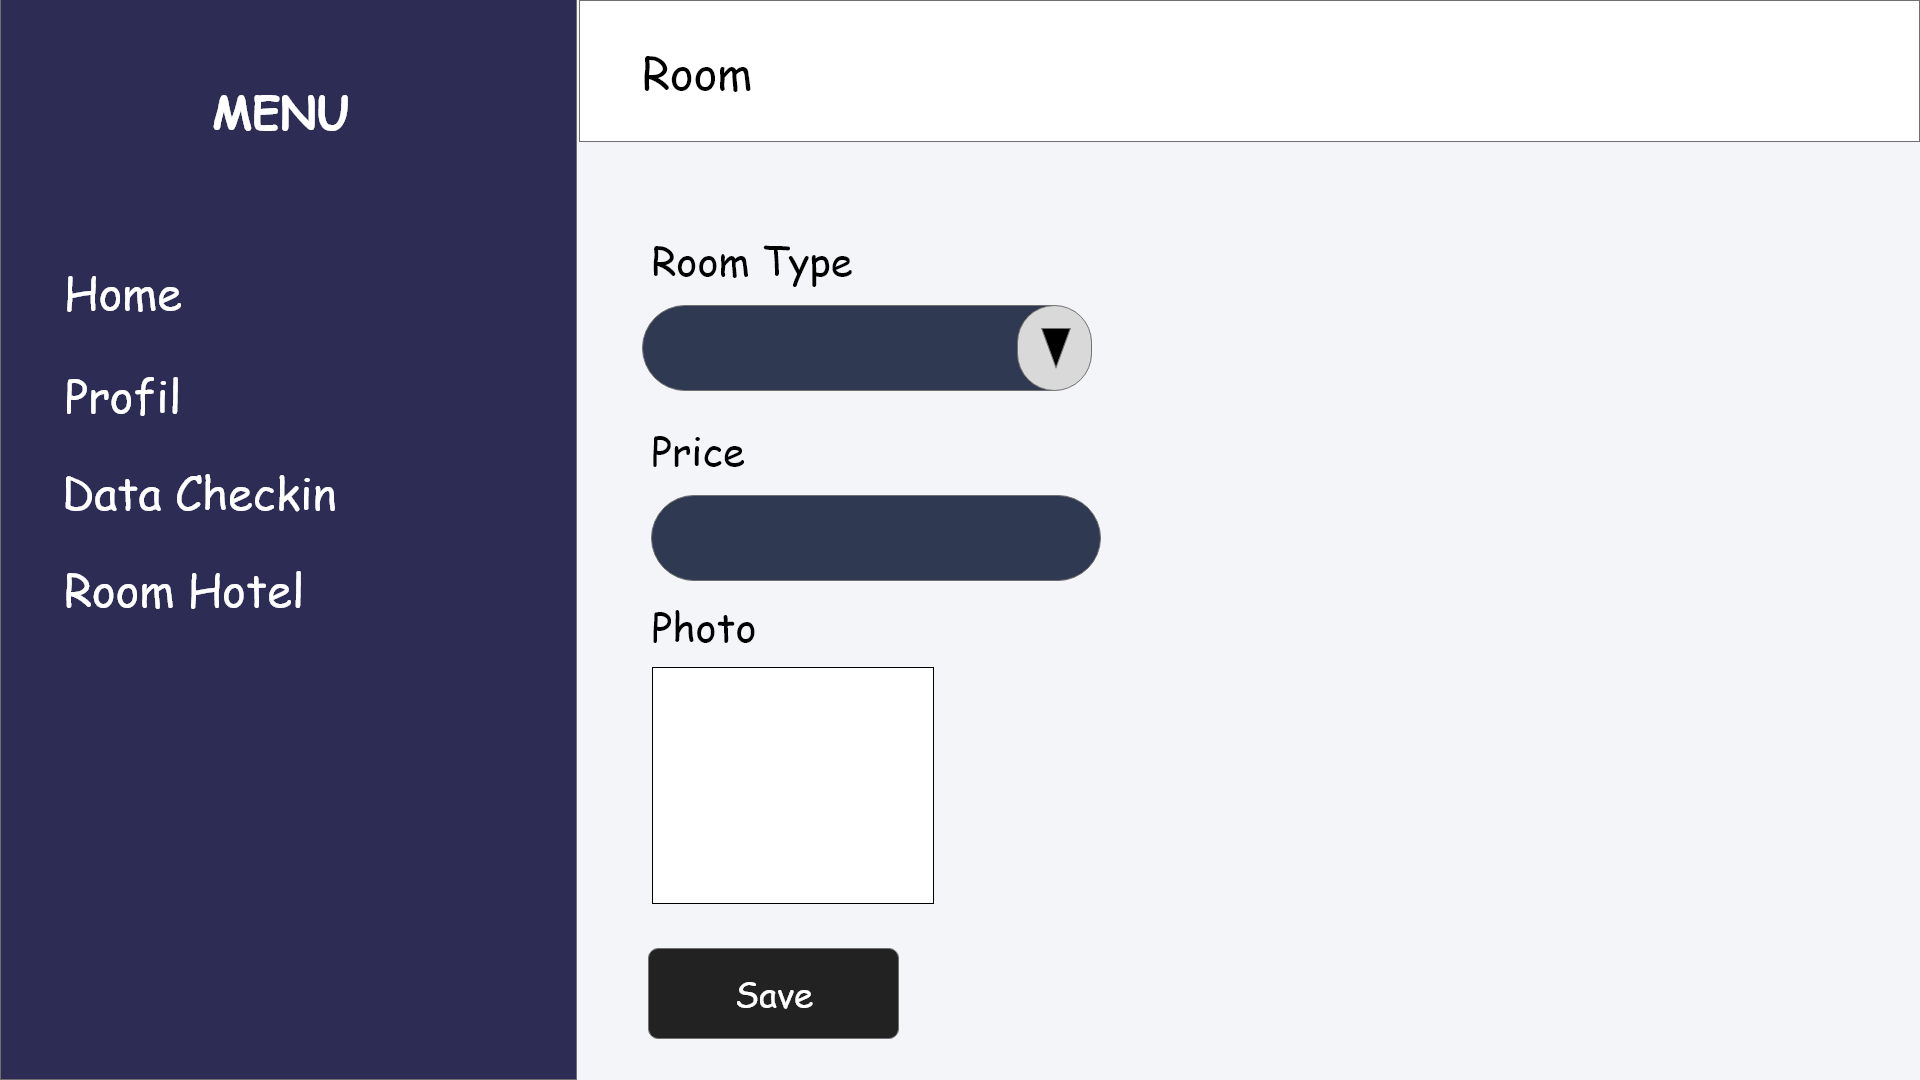 MENU
Home
Profil
Data Checkin
Room Hotel
Room
Room Type
Price
Photo
Save